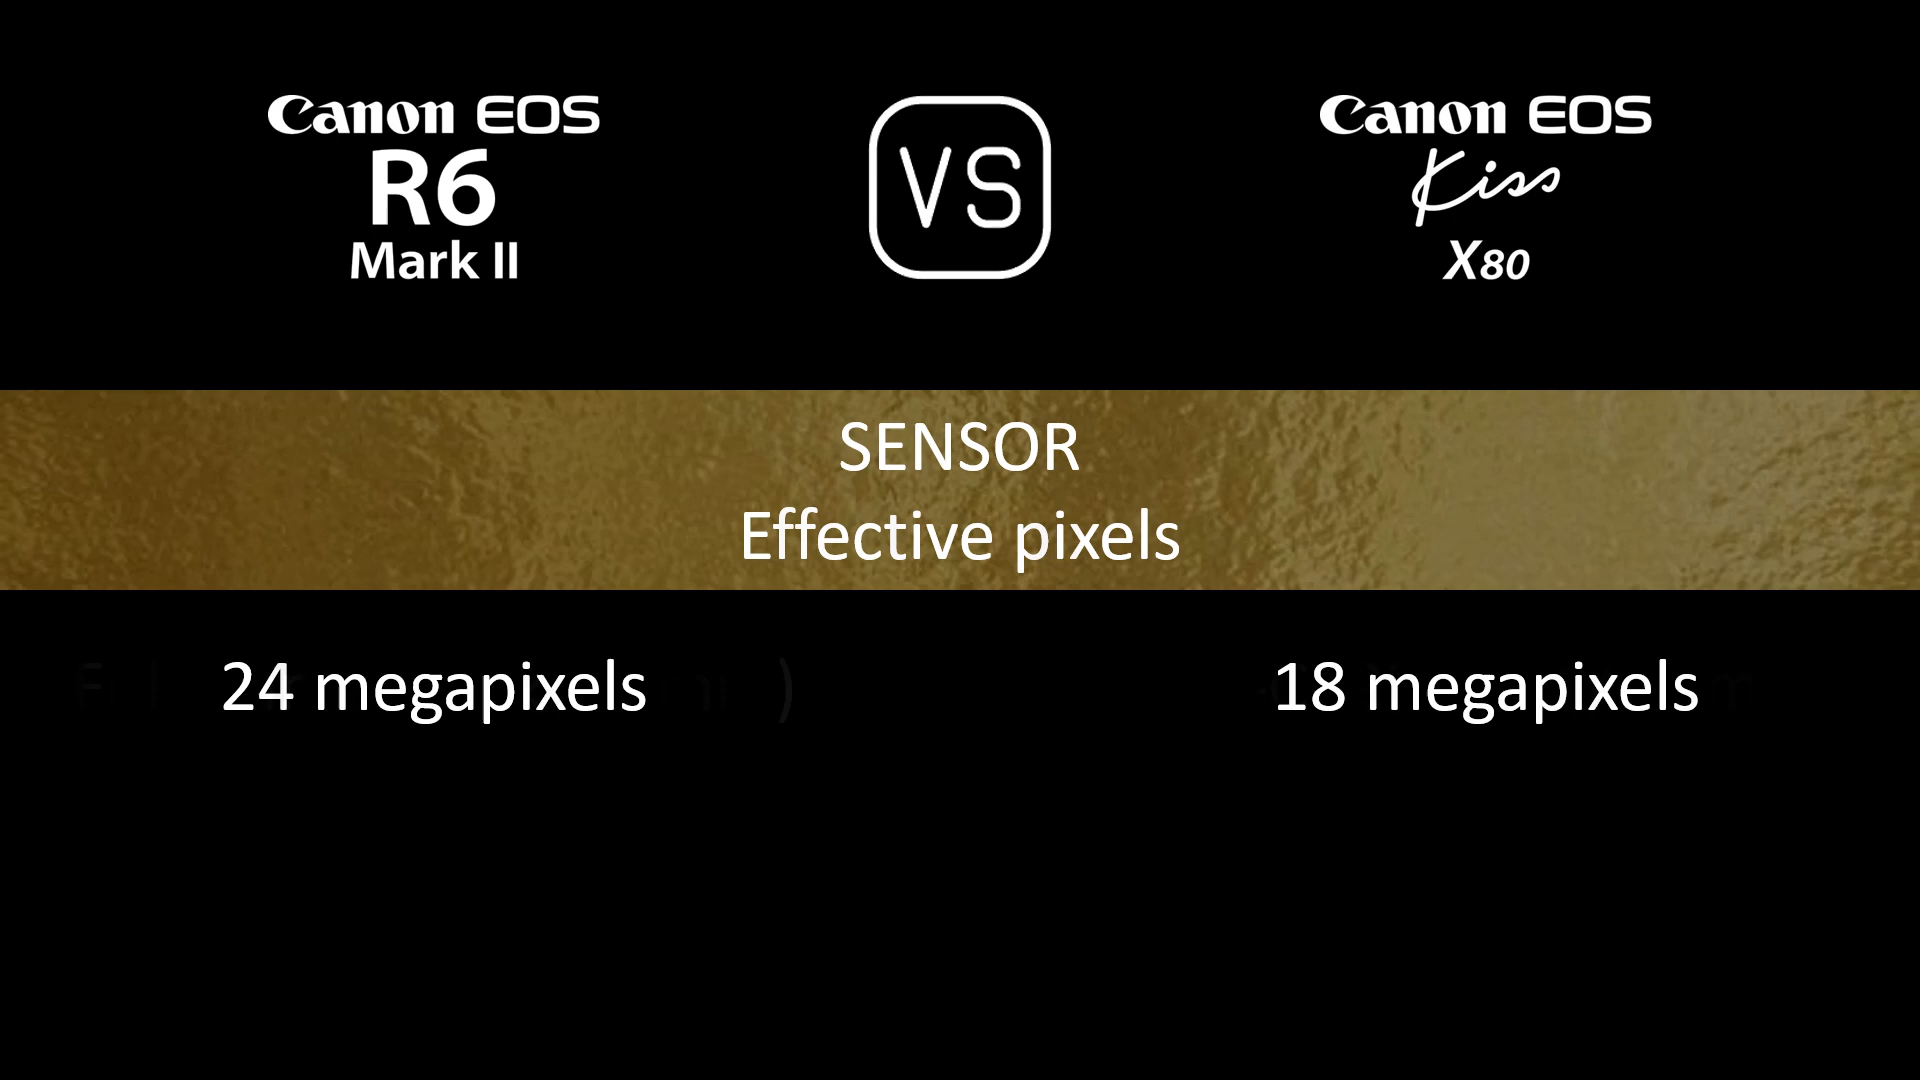 Canon EOS
R6
Mark II
VS
Canon EOS
Kiss
X80
SENSOR
Effective pixels
24 megapixels
18 megapixels